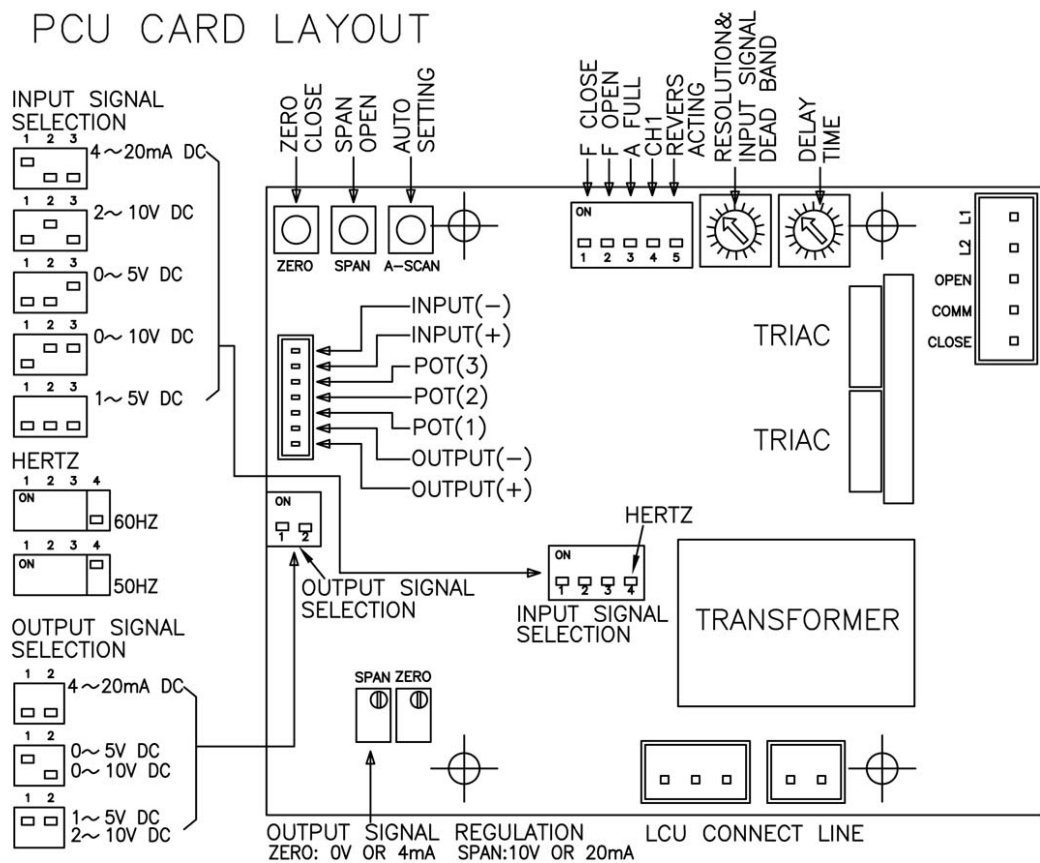 PCU CARD LAYOUT
INPUT SIGNAL
SELECTION
1 2 3
4～20mA DC
1 2 3
2～ 10V DC
1 2 3
0～ 5V DC
1 2 3
0～ 10V DC
1 2 3
1～ 5V DC
HERTZ
1 2 3 4
ON
60HZ
1 2 3 4
ON
50HZ
OUTPUT SIGNAL
SELECTION
1 2
4～20mA DC
1 2
0～ 5V DC
0～ 10V DC
1 2
1～ 5V DC
2～ 10V DC
ZERO
CLOSE
SPAN
OPEN
AUTO
SETTING
F CLOSE
F OPEN
A FULL
CH1
REVERS
ACTING
RESOLUTION&
INPUT SIGNAL
DEAD BAND
DELAY
TIME
ZERO
SPAN
A-SCAN
ON
1 2 3 4 5
L1
L2
OPEN
COMM
CLOSE
INPUT(-)
INPUT(+)
POT(3)
POT(2)
POT(1)
OUTPUT(-)
OUTPUT(+)
TRIAC
TRIAC
ON
1 2
OUTPUT SIGNAL
SELECTION
HERTZ
ON
1 2 3 4
INPUT SIGNAL
SELECTION
TRANSFORMER
SPAN ZERO
OUTPUT SIGNAL REGULATION
ZERO: 0V OR 4mA SPAN:10V OR 20mA
LCU CONNECT LINE